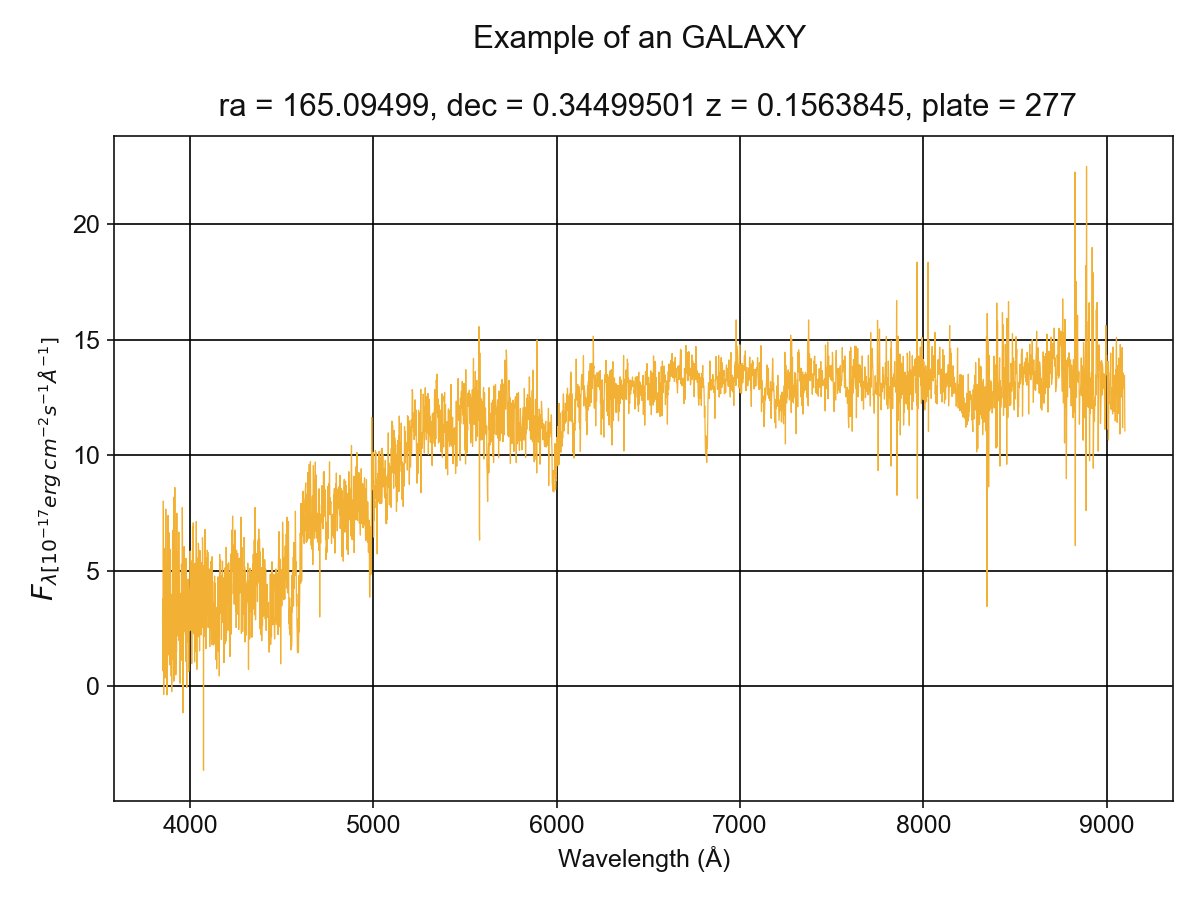 Example of an GALAXY
ra = 165.09499, dec = 0.34499501 z = 0.1563845, plate = 277
F_{λ[10^{−17}erg cm^{−2}s^{−1}Å^{−1}]}
20
15
10
5
0
4000 5000 6000 7000 8000 9000
Wavelength (Å)